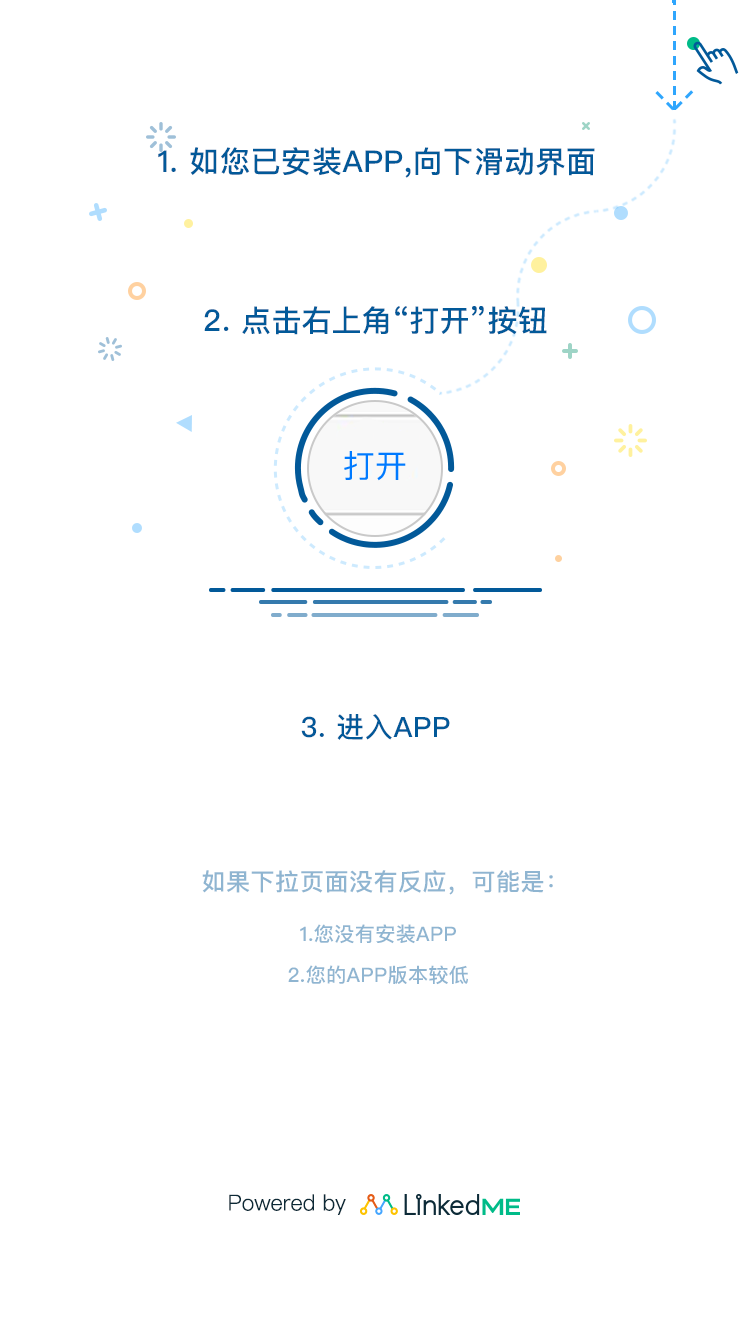 1. 如您已安装APP,向下滑动界面
2. 点击右上角“打开”按钮
打开
3. 进入APP
如果下拉页面没有反应，可能是：
1.您没有安装APP
2.您的APP版本较低
Powered by LinkedME